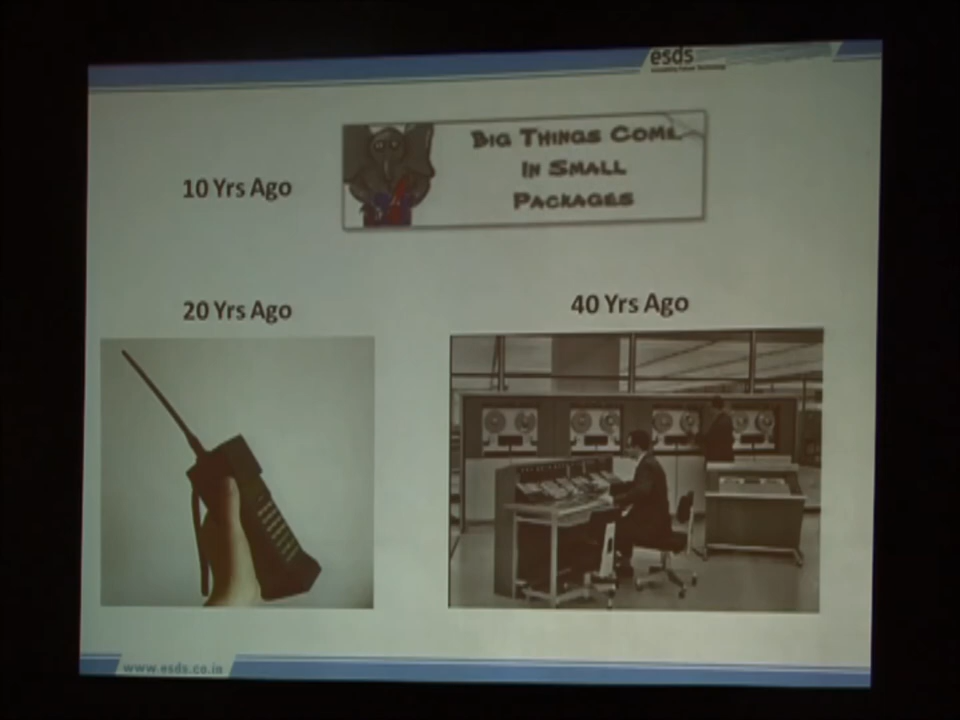 esds
10 Yrs Ago
BIG THINGS COME
IN SMALL
PACKAGES
20 Yrs Ago
40 Yrs Ago
www.esds.co.in